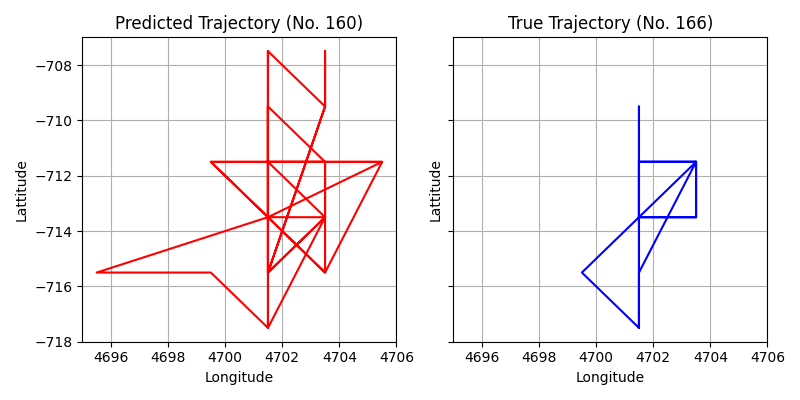 Predicted Trajectory (No. 160)
True Trajectory (No. 166)
−708
−710
−712
−714
−716
−718
Lattitude
Lattitude
4696 4698 4700 4702 4704 4706
4696 4698 4700 4702 4704 4706
Longitude
Longitude